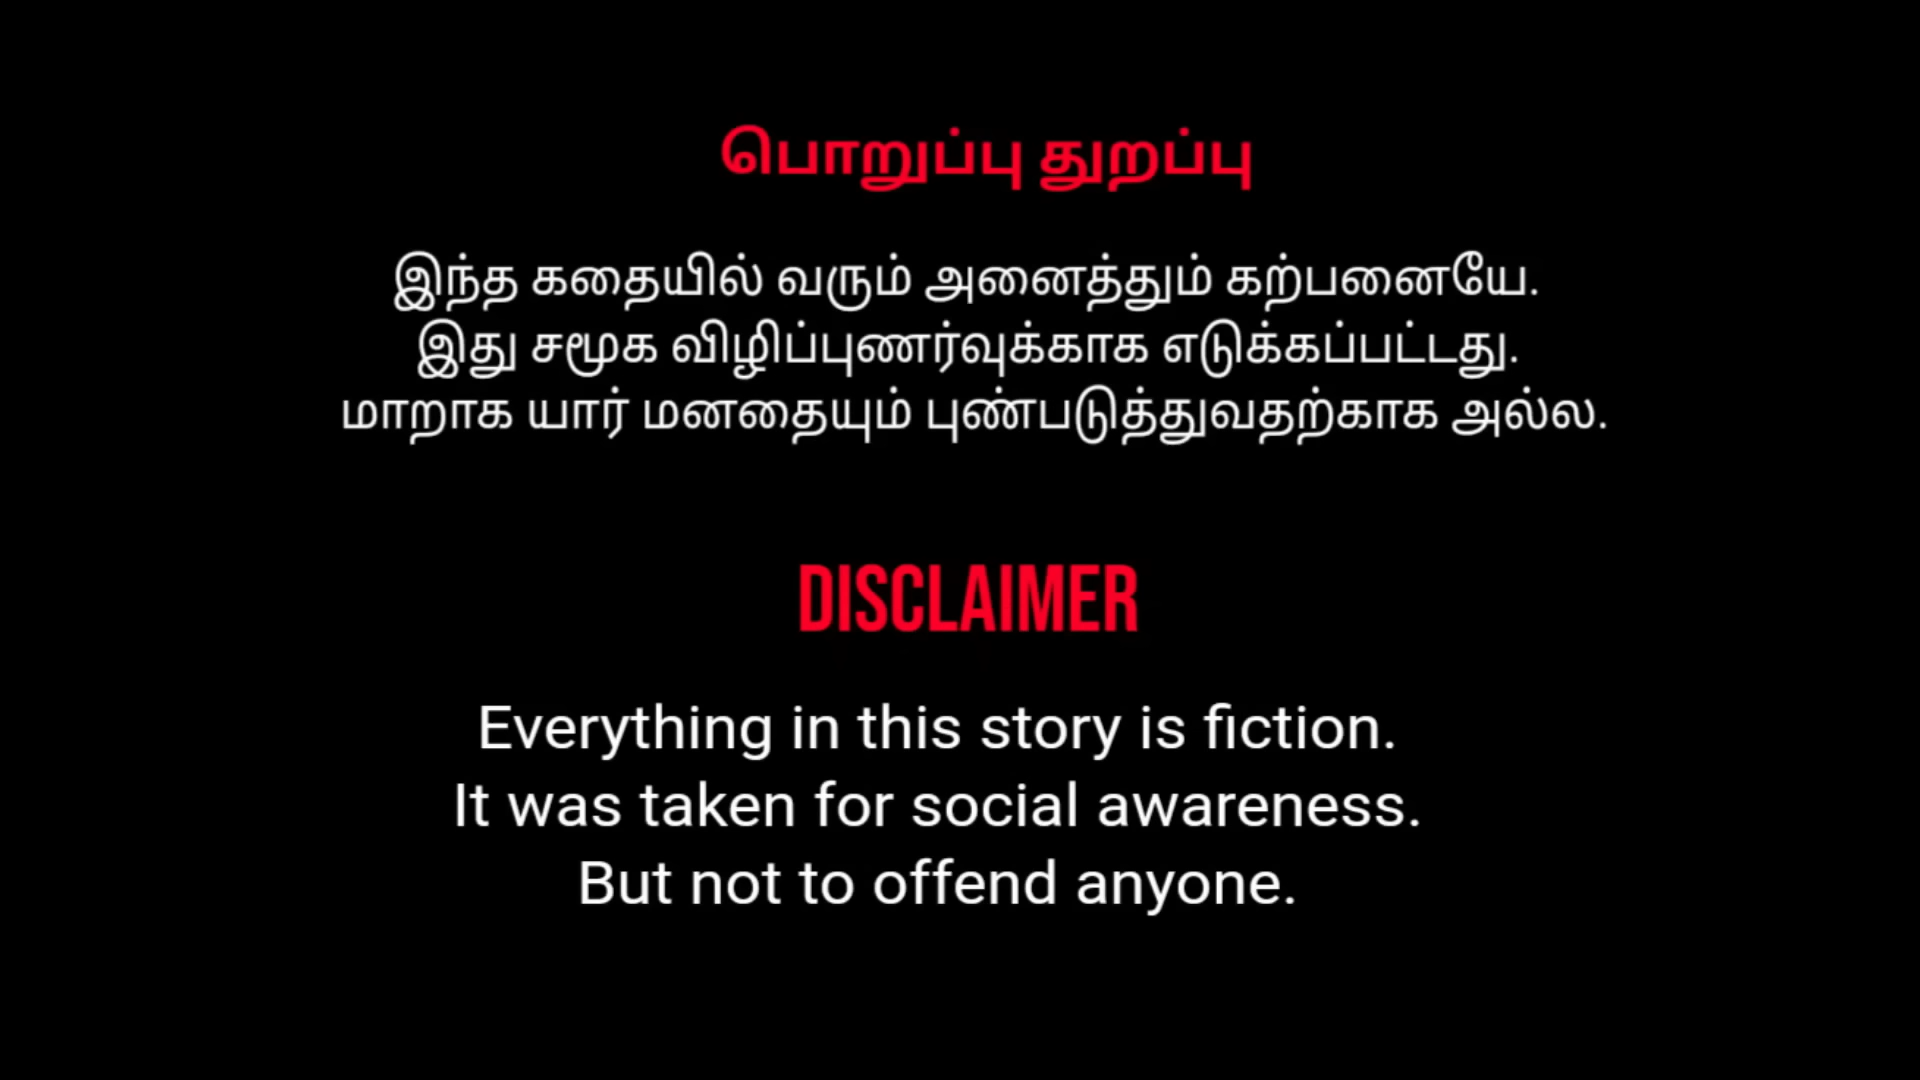 பொறுப்பு துறப்பு
இந்த கதையில் வரும் அனைத்தும் கற்பனையே.
இது சமூக விழிப்புணர்வுக்காக எடுக்கப்பட்டது.
மாறாக யார் மனதையும் புண்படுத்துவதற்காக அல்ல.
DISCLAIMER
Everything in this story is fiction.
It was taken for social awareness.
But not to offend anyone.